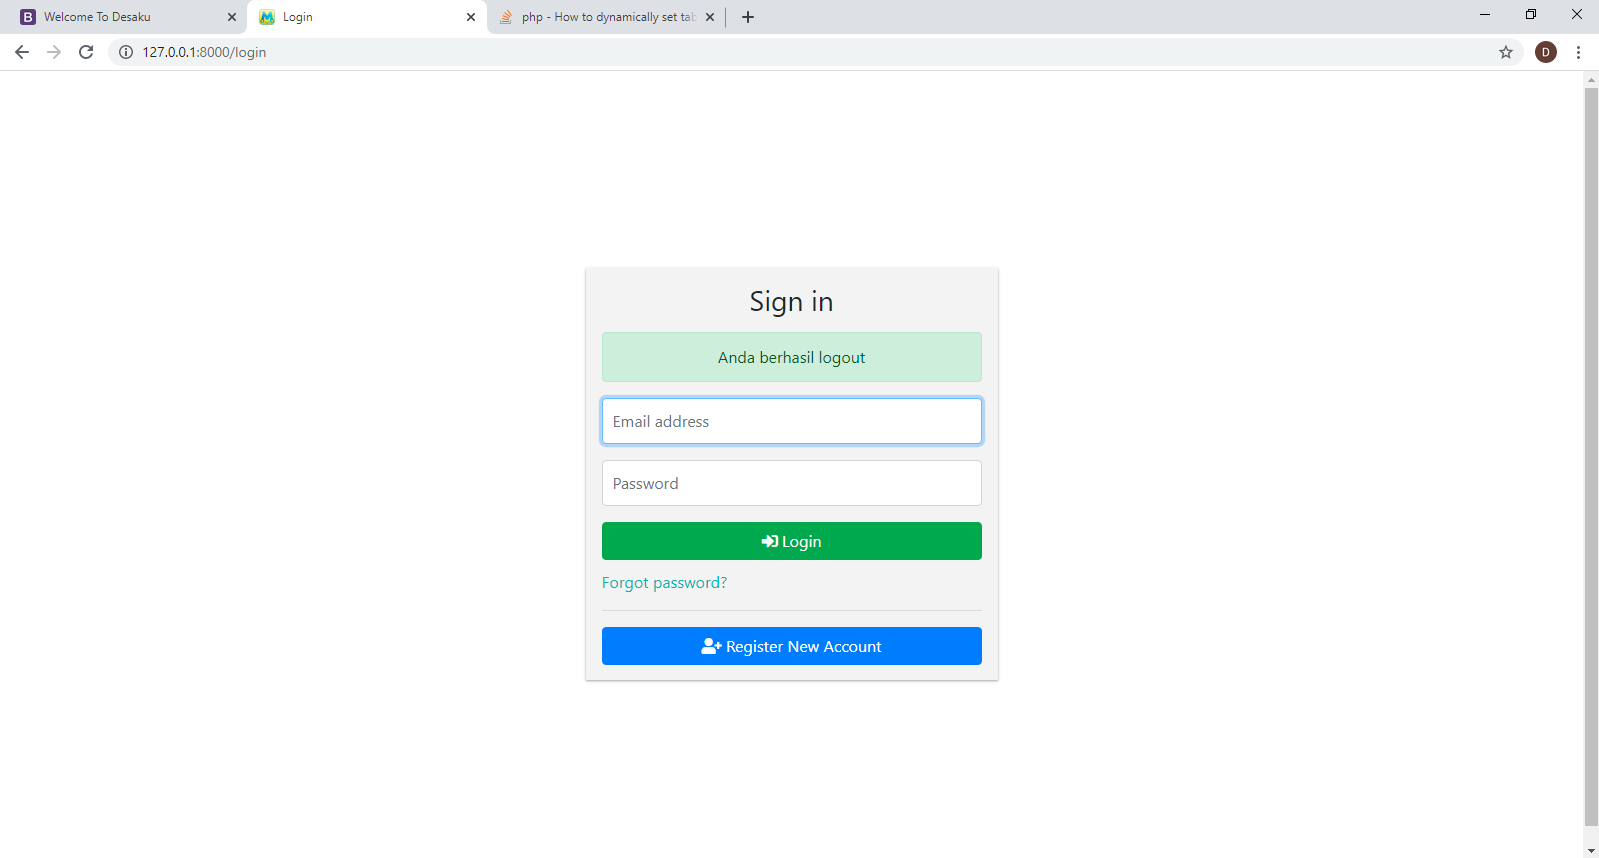 Welcome To Desaku
Login
php - How to dynamically set tab
127.0.0.1:8000/login
D
Sign in
Anda berhasil logout
Email address
Password
Login
Forgot password?
Register New Account